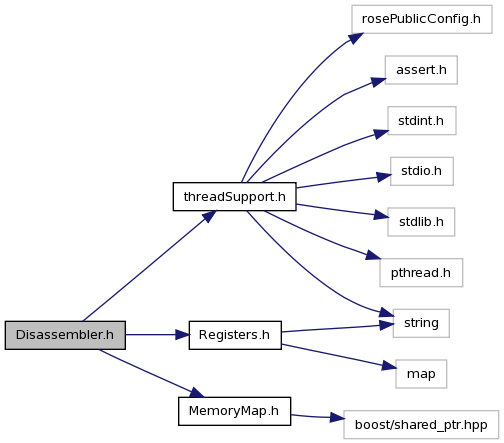 rosePublicConfig.h
assert.h
stdint.h
stdio.h
threadSupport.h
stdlib.h
pthread.h
string
Disassembler.h
Registers.h
map
MemoryMap.h
boost/shared_ptr.hpp